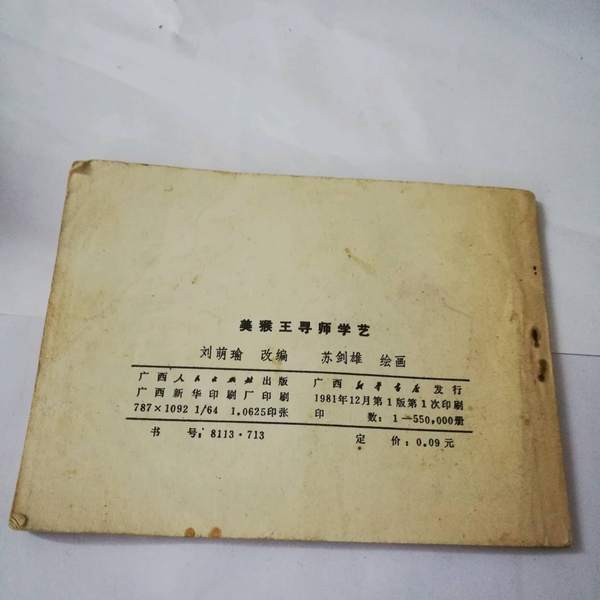 美猴王寻师学艺
刘萌瑜 改编 苏剑雄 绘画
广西人民出版社出版 广西新华书店发行
广西新华印刷厂印刷 1981年12月第1版第1次印刷
787×1092 1/64 1.0625印张 印 数：1—550,000册
书 号：8113·713 定 价：0.09元